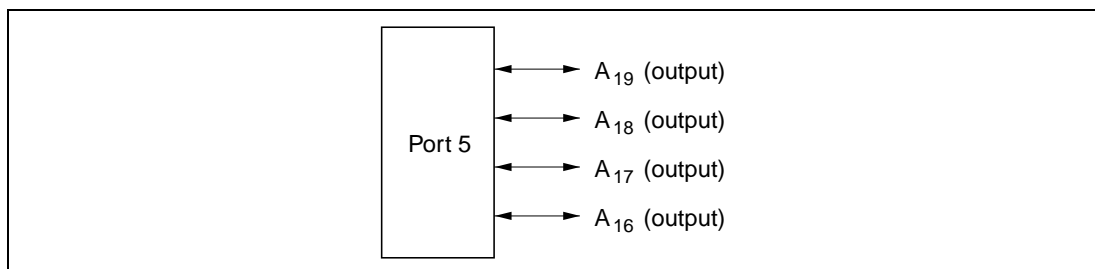 A19 (output)
A18 (output)
Port 5
A17 (output)
A16 (output)